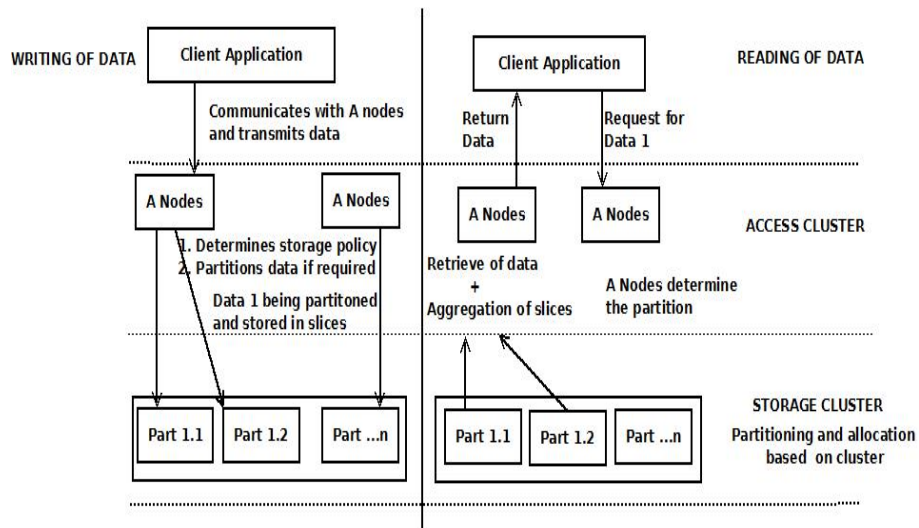 WRITING OF DATA
Client Application
Communicates with A nodes
and transmits data
A Nodes
A Nodes
1. Determines storage policy
2. Partitions data if required
Data 1 being partitoned
and stored in slices
Part 1.1
Part 1.2
Part ...n
Client Application
READING OF DATA
Return
Data
Request for
Data 1
A Nodes
A Nodes
ACCESS CLUSTER
Retrieve of data
+
Aggregation of slices
A Nodes determine
the partition
Part 1.1
Part 1.2
Part ...n
STORAGE CLUSTER
Partitioning and allocation
based on cluster